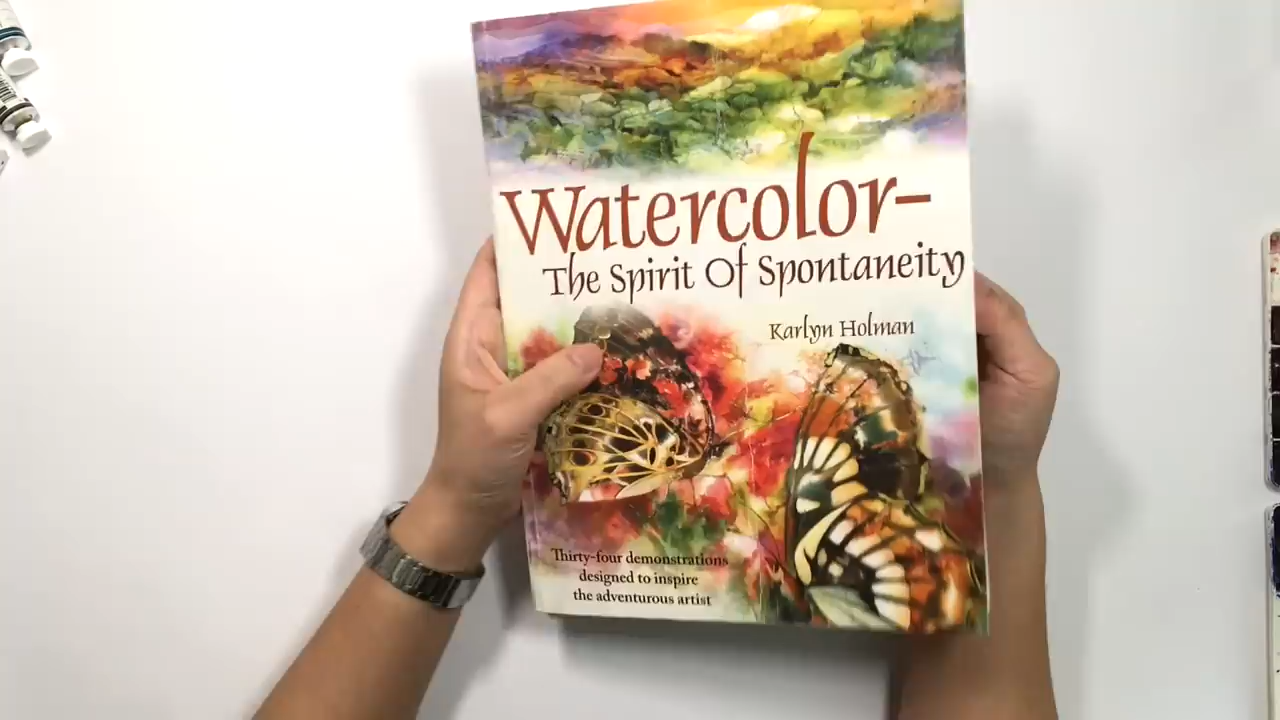 Watercolor–
The Spirit Of Spontaneity
Karlyn Holman
Thirty-four demonstrations
designed to inspire
the adventurous artist